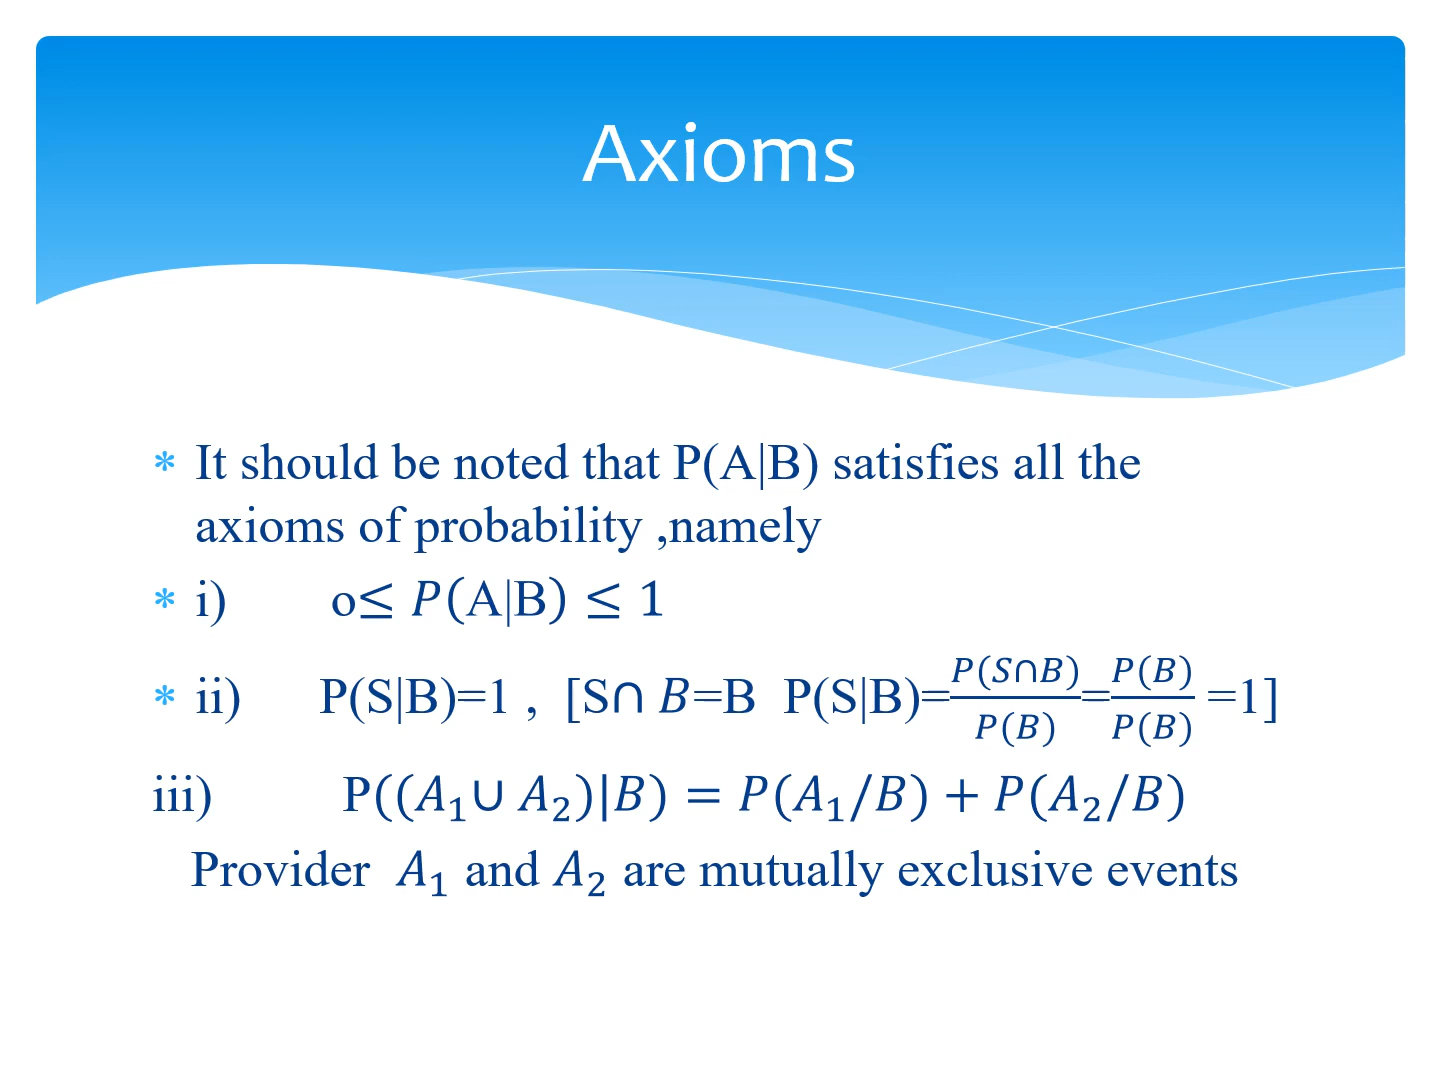 Axioms
* It should be noted that P(A|B) satisfies all the
axioms of probability ,namely
* i) o≤ P(A|B) ≤ 1
* ii) P(S|B)=1 , [S∩ B=B P(S|B)=P(S∩B)/P(B)=P(B)/P(B) =1]
iii) P((A₁∪ A₂)|B) = P(A₁/B) + P(A₂/B)
Provider A₁ and A₂ are mutually exclusive events